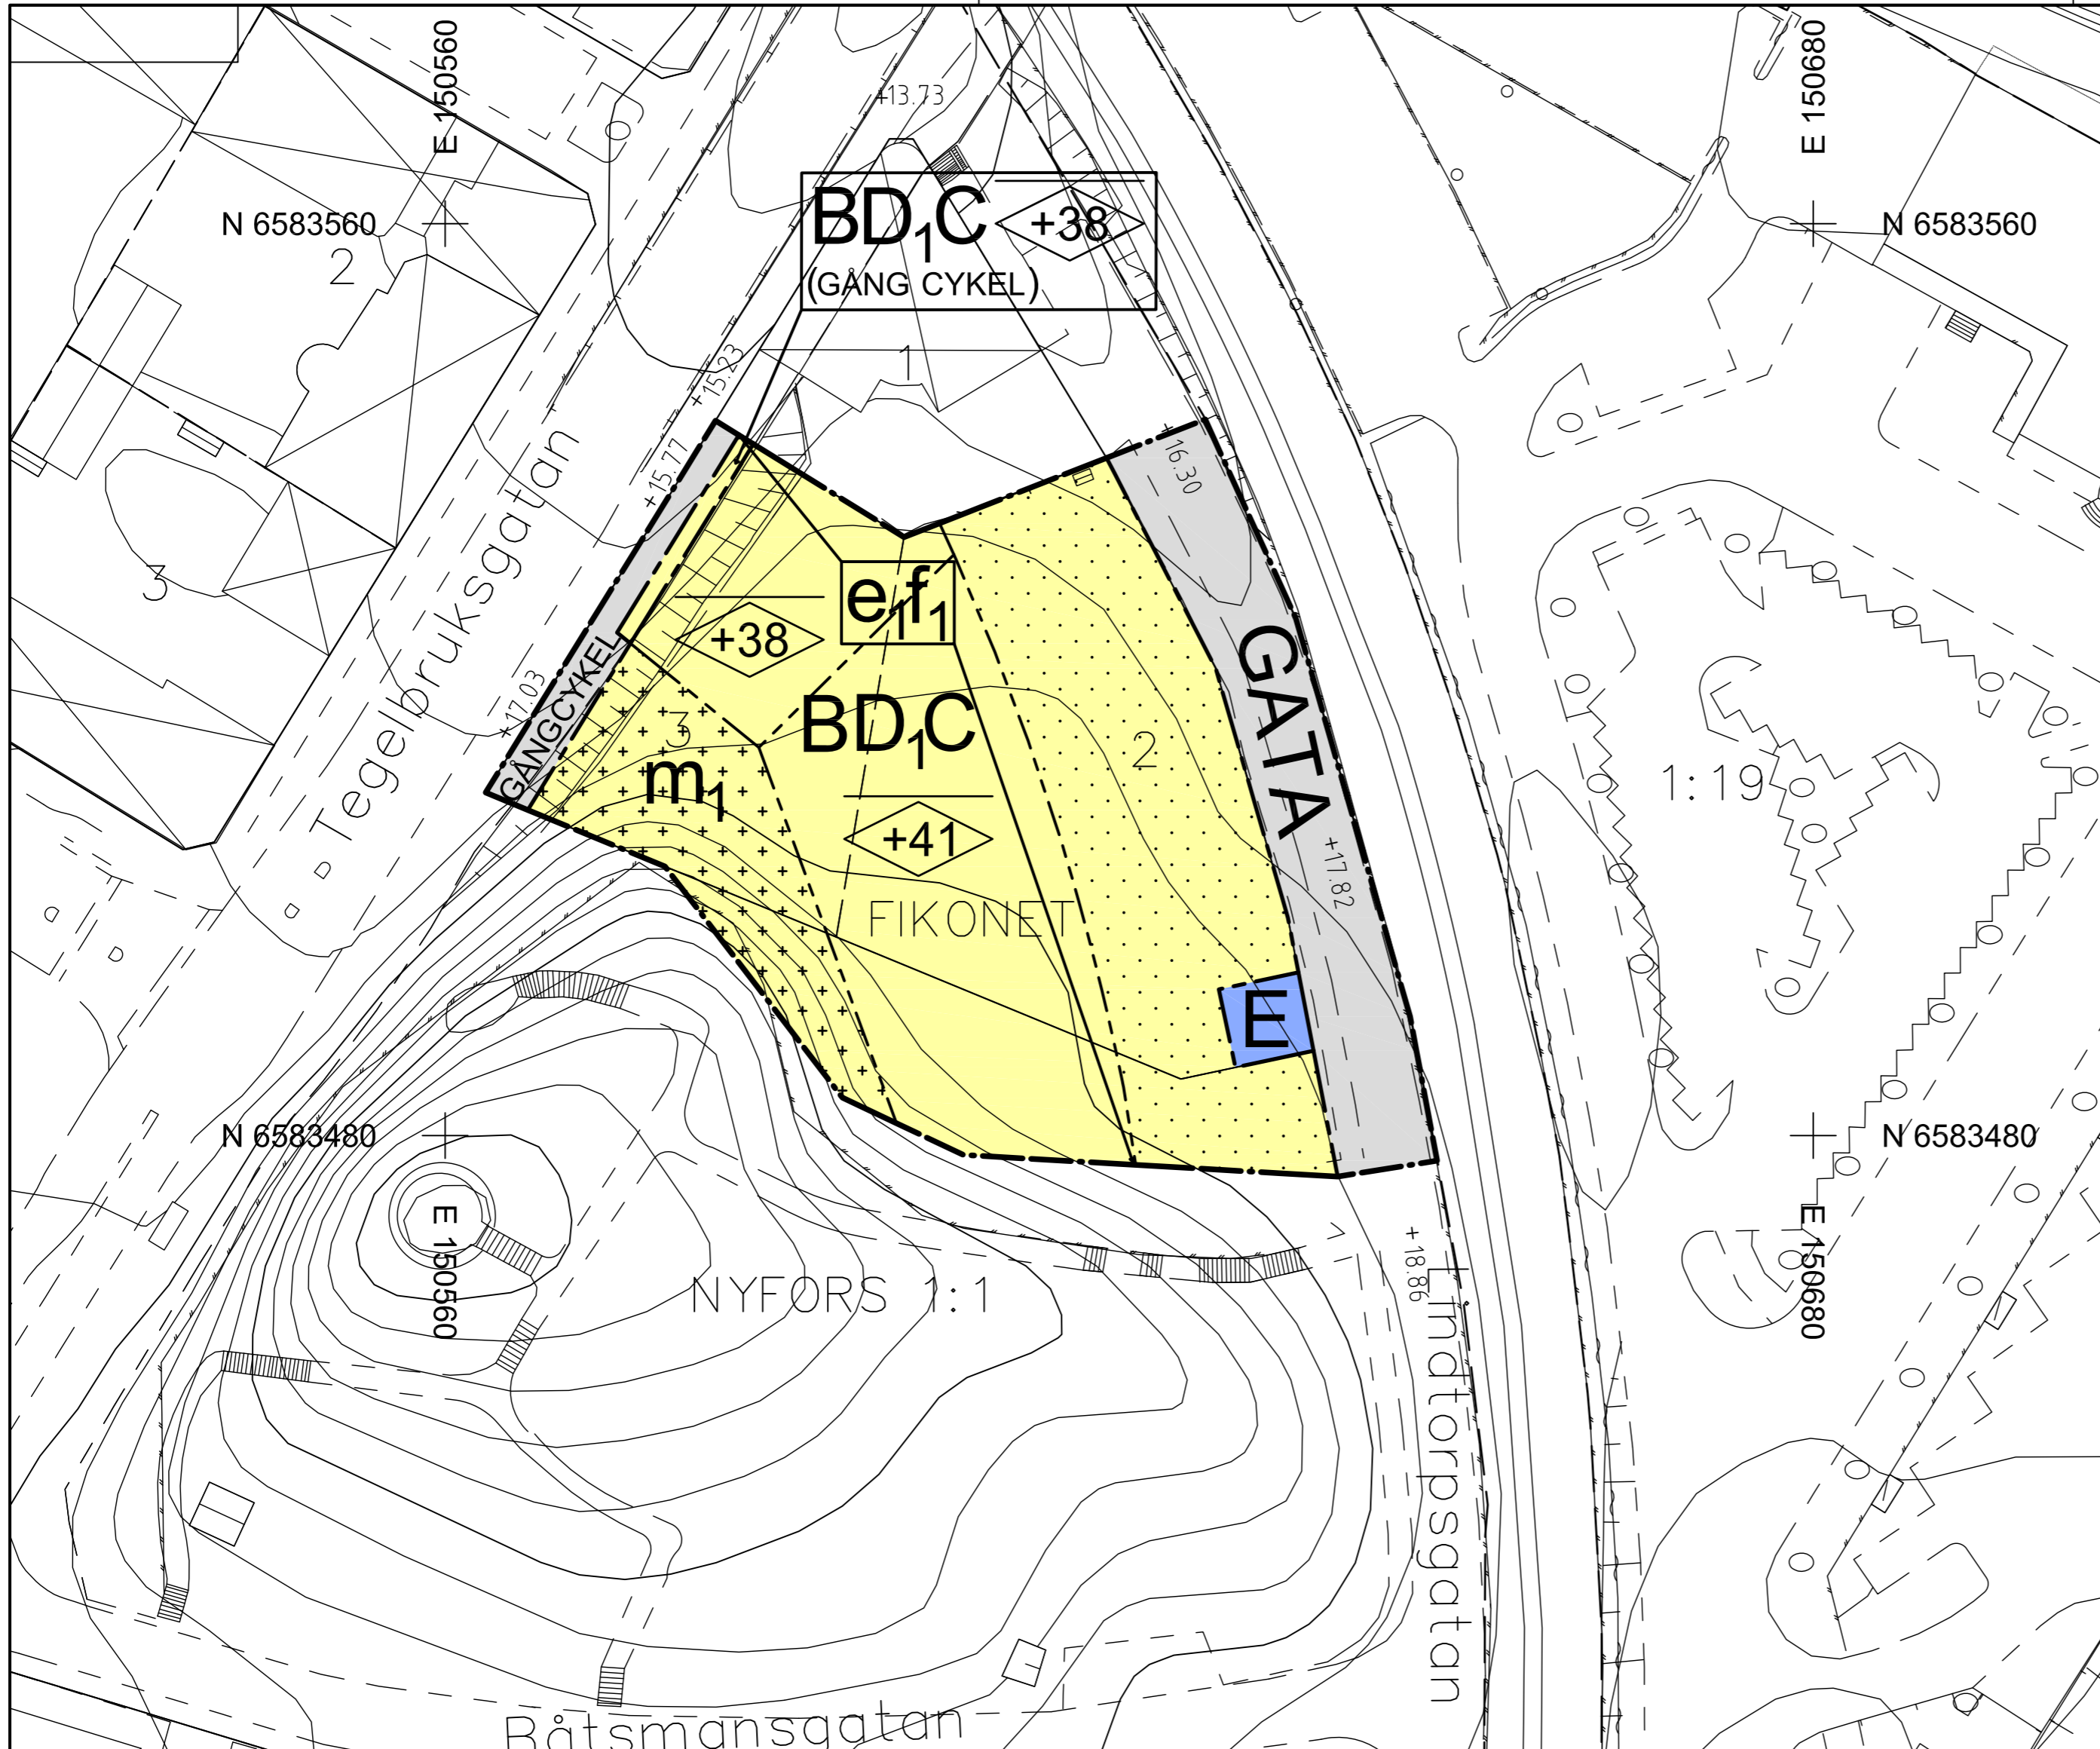 E 150560
E 150680
+13.73
6
BD₁C
+38
(GÅNG CYKEL)
N 6583560
N 6583560
2
1
+15.23
+15.77
+16.30
Tegelbruksgatan
3
e₁f₁
+38
+17.03
GÅNGCYKEL
GATA
BD₁C
3
m₁
2
1:19
+41
+17.82
FIKONET
E
N 6583480
N 6583480
E 150560
E 150680
+18.86
NYFORS 1:1
Lindtorpsgatan
Båtsmansgatan